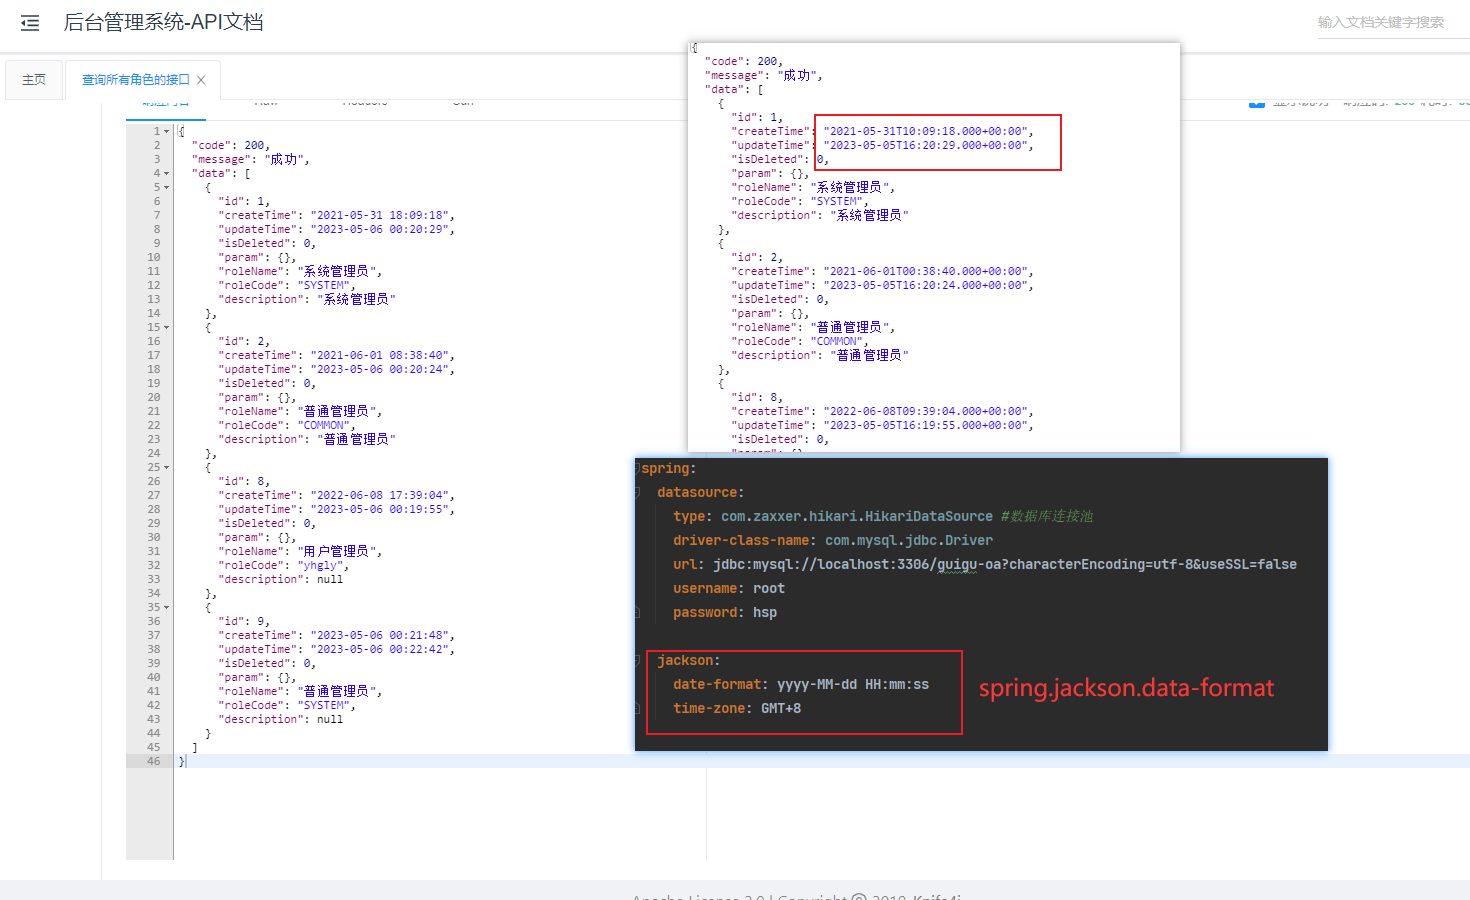 后台管理系统-API文档
输入文档关键字搜索
主页
查询所有角色的接口
响应内容 Raw Headers Curl
显示说明 响应码: 200
1 {
2 "code": 200,
3 "message": "成功",
4 "data": [
5 {
6 "id": 1,
7 "createTime": "2021-05-31 18:09:18",
8 "updateTime": "2023-05-06 00:20:29",
9 "isDeleted": 0,
10 "param": {},
11 "roleName": "系统管理员",
12 "roleCode": "SYSTEM",
13 "description": "系统管理员"
14 },
15 {
16 "id": 2,
17 "createTime": "2021-06-01 08:38:40",
18 "updateTime": "2023-05-06 00:20:24",
19 "isDeleted": 0,
20 "param": {},
21 "roleName": "普通管理员",
22 "roleCode": "COMMON",
23 "description": "普通管理员"
24 },
25 {
26 "id": 8,
27 "createTime": "2022-06-08 17:39:04",
28 "updateTime": "2023-05-06 00:19:55",
29 "isDeleted": 0,
30 "param": {},
31 "roleName": "用户管理员",
32 "roleCode": "yhgly",
33 "description": null
34 },
35 {
36 "id": 9,
37 "createTime": "2023-05-06 00:21:48",
38 "updateTime": "2023-05-06 00:22:42",
39 "isDeleted": 0,
40 "param": {},
41 "roleName": "普通管理员",
42 "roleCode": "SYSTEM",
43 "description": null
44 }
45 ]
46 }
{
"code": 200,
"message": "成功",
"data": [
{
"id": 1,
"createTime": "2021-05-31T10:09:18.000+00:00",
"updateTime": "2023-05-05T16:20:29.000+00:00",
"isDeleted": 0,
"param": {},
"roleName": "系统管理员",
"roleCode": "SYSTEM",
"description": "系统管理员"
},
{
"id": 2,
"createTime": "2021-06-01T00:38:40.000+00:00",
"updateTime": "2023-05-05T16:20:24.000+00:00",
"isDeleted": 0,
"param": {},
"roleName": "普通管理员",
"roleCode": "COMMON",
"description": "普通管理员"
},
{
"id": 8,
"createTime": "2022-06-08T09:39:04.000+00:00",
"updateTime": "2023-05-05T16:19:55.000+00:00",
"isDeleted": 0,
"param": {},
spring:
datasource:
type: com.zaxxer.hikari.HikariDataSource #数据库连接池
driver-class-name: com.mysql.jdbc.Driver
url: jdbc:mysql://localhost:3306/guigu-oa?characterEncoding=utf-8&useSSL=false
username: root
password: hsp
jackson:
date-format: yyyy-MM-dd HH:mm:ss
time-zone: GMT+8
spring.jackson.data-format
Apache License 2.0 | Copyright © 2019-Knife4j